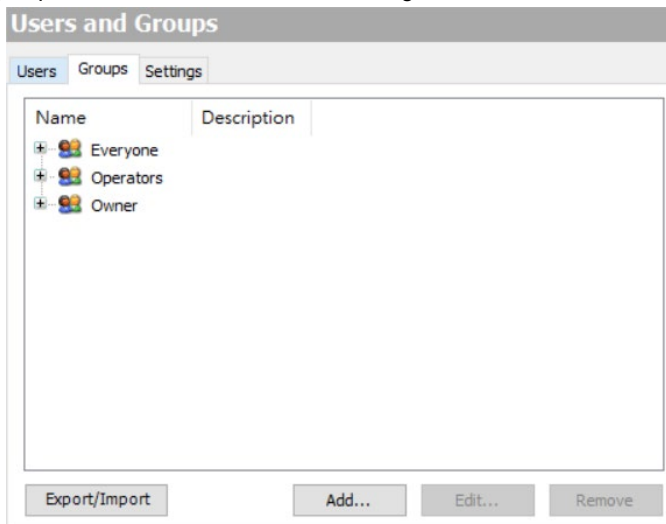 Users and Groups
Users Groups Settings
Name Description
Everyone
Operators
Owner
Export/Import Add... Edit... Remove